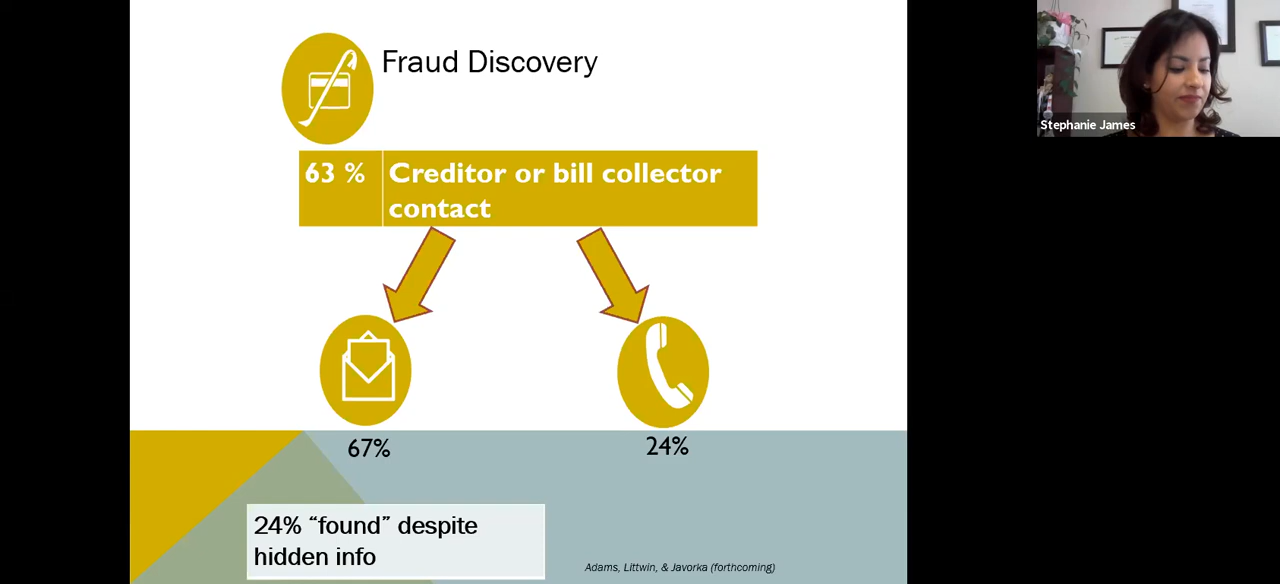 Fraud Discovery
Stephanie James
63 %
Creditor or bill collector
contact
67%
24%
24% “found” despite
hidden info
Adams, Littwin, & Javorka (forthcoming)